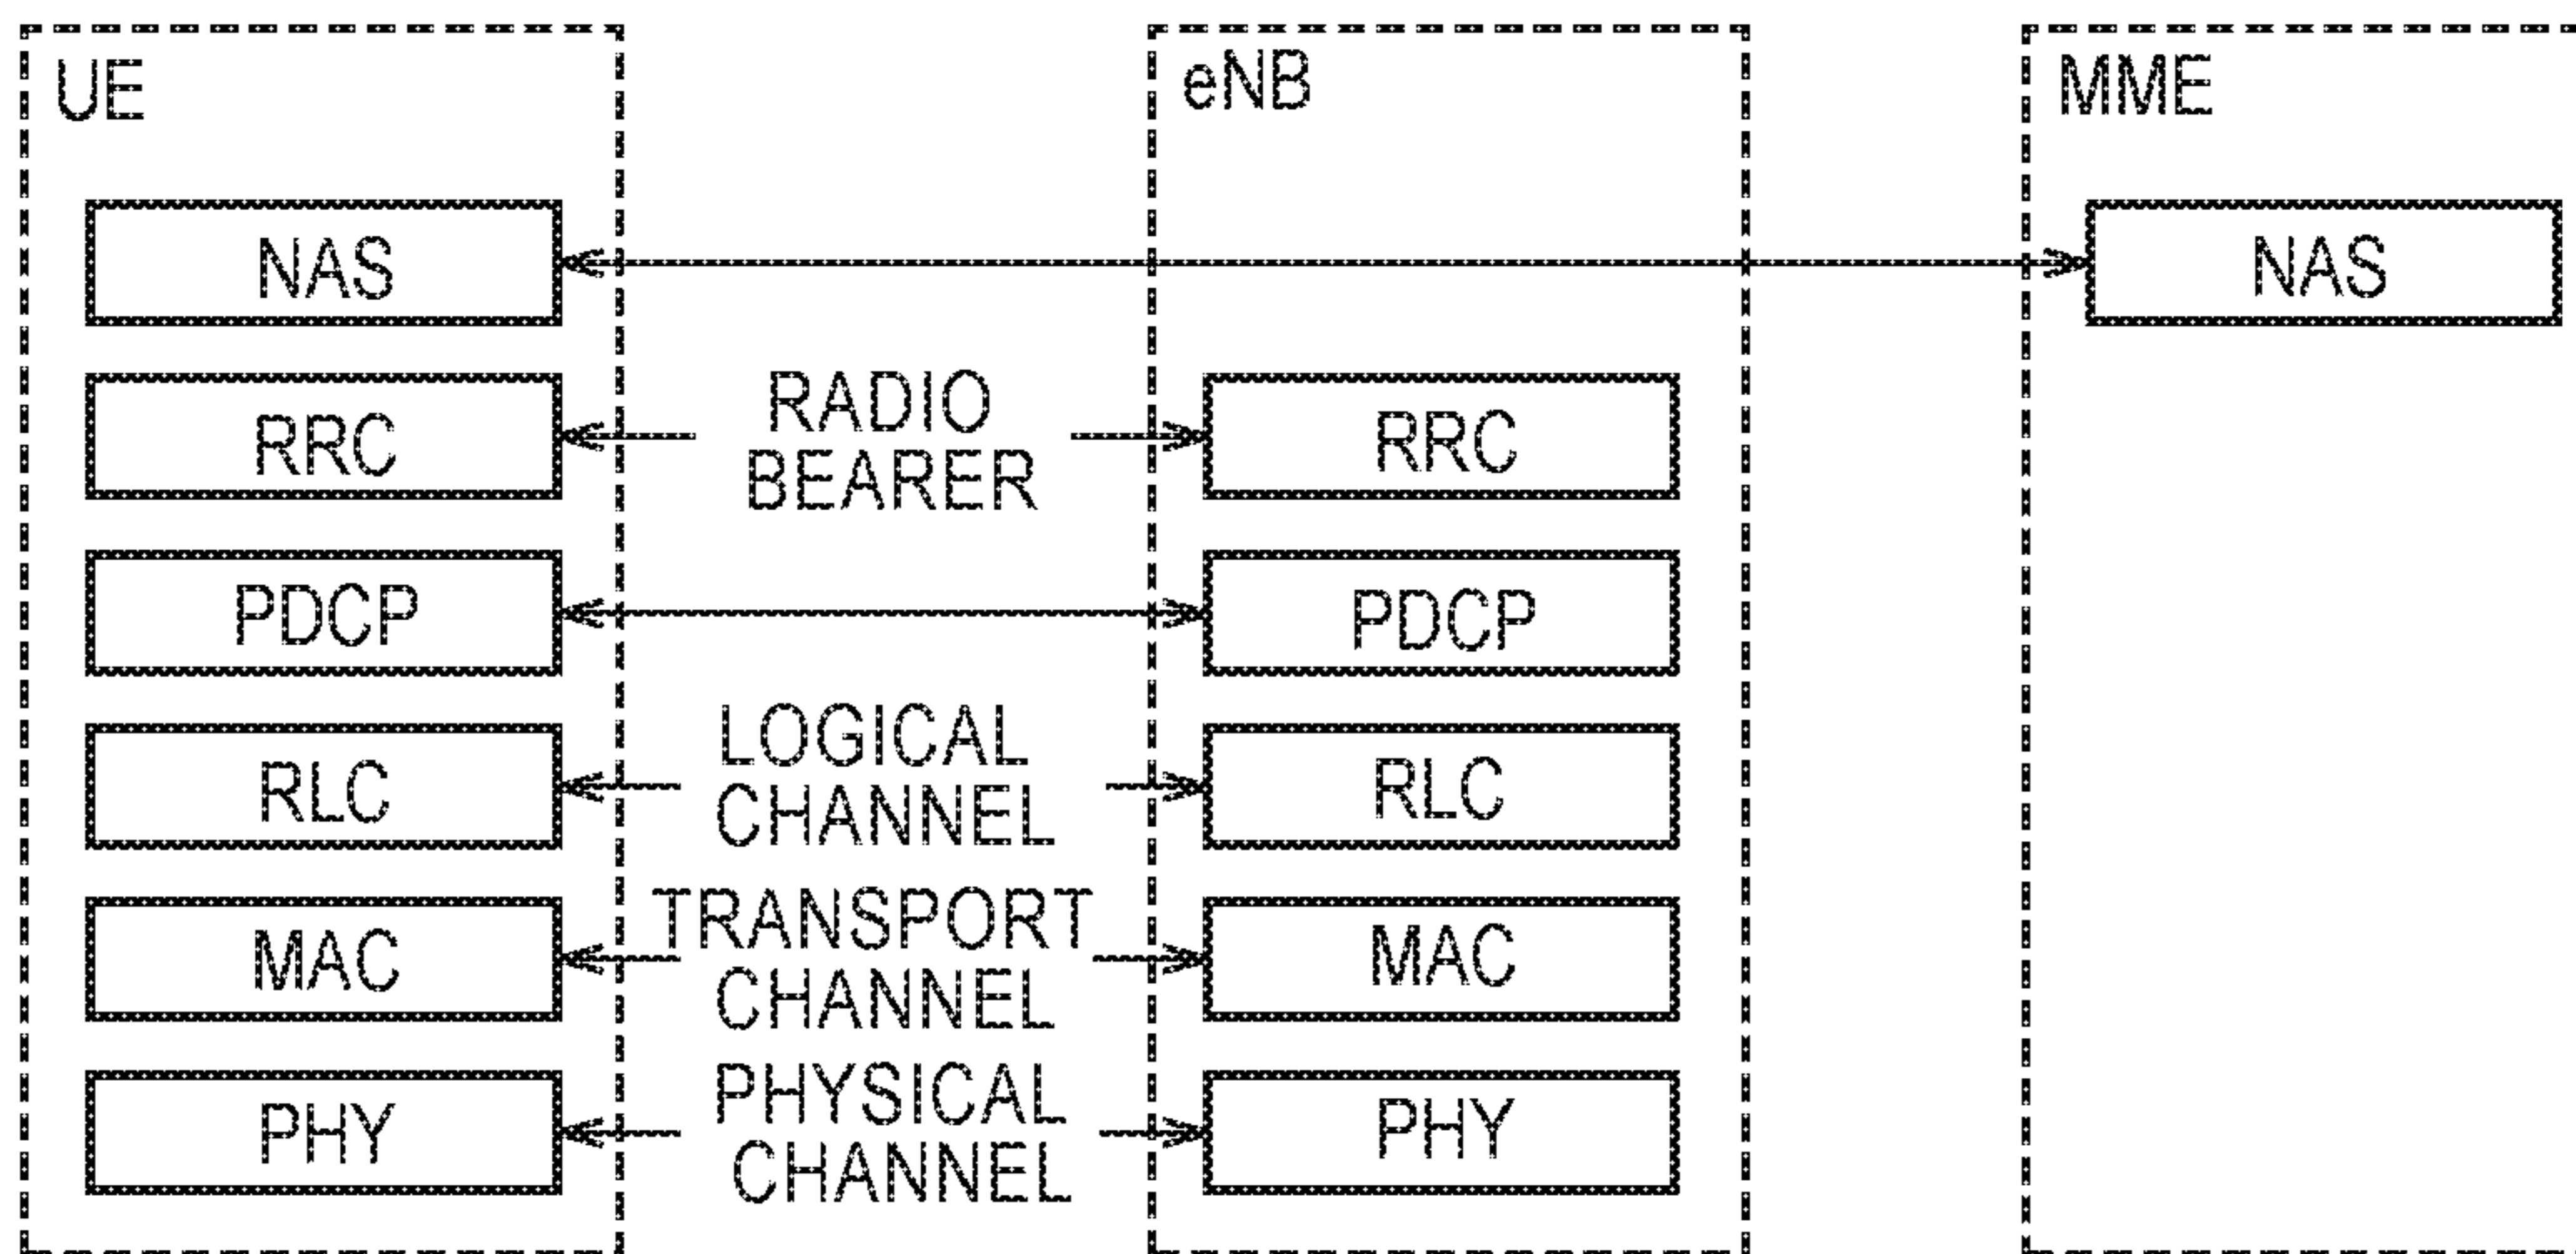 UE
eNB
MME
NAS
NAS
RRC
RADIO
BEARER
RRC
PDCP
PDCP
RLC
LOGICAL
CHANNEL
RLC
MAC
TRANSPORT
CHANNEL
MAC
PHY
PHYSICAL
CHANNEL
PHY